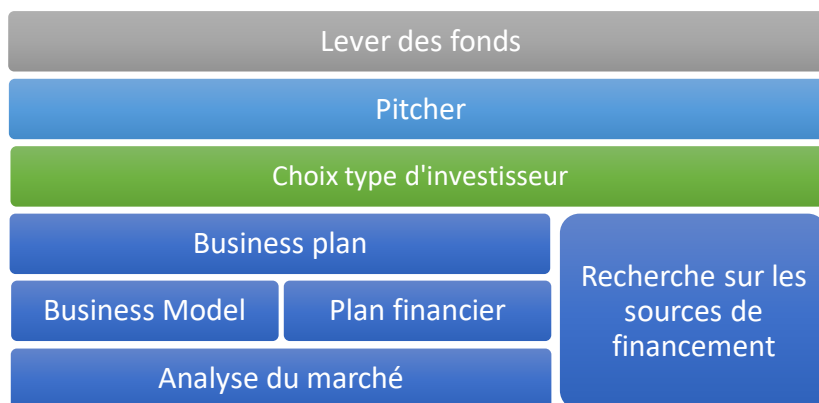 Lever des fonds
Pitcher
Choix type d'investisseur
Business plan
Business Model
Plan financier
Analyse du marché
Recherche sur les
sources de
financement